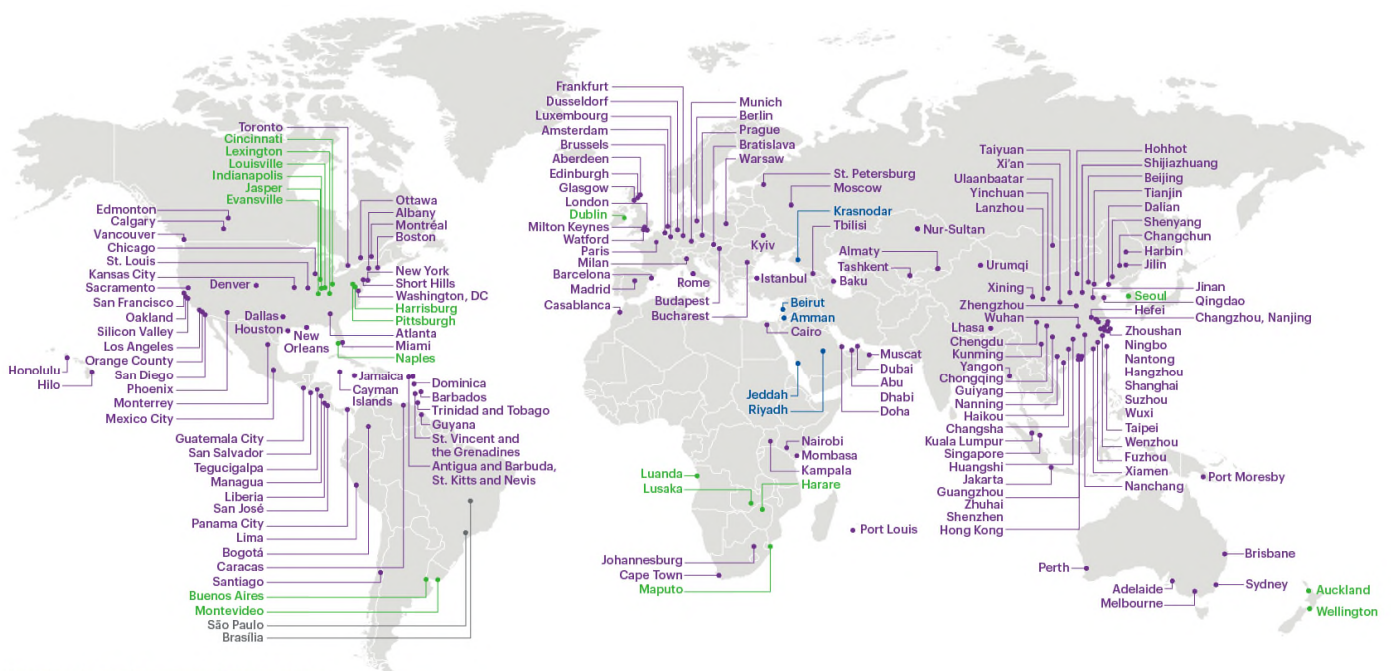 Toronto
Cincinnati
Lexington
Louisville
Indianapolis
Jasper
Evansville
Edmonton
Calgary
Vancouver
Chicago
St. Louis
Kansas City
Sacramento
San Francisco
Oakland
Silicon Valley
Los Angeles
Orange County
San Diego
Phoenix
Monterrey
Mexico City
Denver
Dallas
Houston
New
Orleans
Honolulu
Hilo
Ottawa
Albany
Montréal
Boston
New York
Short Hills
Washington, DC
Harrisburg
Pittsburgh
Atlanta
Miami
Naples
Jamaica
Cayman
Islands
Dominica
Barbados
Trinidad and Tobago
Guyana
St. Vincent and
the Grenadines
Antigua and Barbuda,
St. Kitts and Nevis
Guatemala City
San Salvador
Tegucigalpa
Managua
Liberia
San José
Panama City
Lima
Bogotá
Caracas
Santiago
Buenos Aires
Montevideo
São Paulo
Brasília
Frankfurt
Dusseldorf
Luxembourg
Amsterdam
Brussels
Aberdeen
Edinburgh
Glasgow
London
Dublin
Milton Keynes
Watford
Paris
Milan
Barcelona
Madrid
Casablanca
Munich
Berlin
Prague
Bratislava
Warsaw
St. Petersburg
Moscow
Krasnodar
Tbilisi
Kyiv
Rome
Istanbul
Budapest
Bucharest
Baku
Almaty
Tashkent
Nur-Sultan
Beirut
Amman
Cairo
Muscat
Dubai
Abu
Dhabi
Doha
Jeddah
Riyadh
Nairobi
Mombasa
Kampala
Harare
Luanda
Lusaka
Port Louis
Johannesburg
Cape Town
Maputo
Taiyuan
Xi'an
Ulaanbaatar
Yinchuan
Lanzhou
Urumqi
Xining
Zhengzhou
Wuhan
Lhasa
Chengdu
Kunming
Yangon
Chongqing
Guiyang
Nanning
Haikou
Changsha
Kuala Lumpur
Singapore
Huangshi
Jakarta
Guangzhou
Zhuhai
Shenzhen
Hong Kong
Hohhot
Shijiazhuang
Beijing
Tianjin
Dalian
Shenyang
Changchun
Harbin
Jilin
Seoul
Jinan
Qingdao
Hefei
Changzhou, Nanjing
Zhoushan
Ningbo
Nantong
Hangzhou
Shanghai
Suzhou
Wuxi
Taipei
Wenzhou
Fuzhou
Xiamen
Nanchang
Port Moresby
Brisbane
Perth
Adelaide
Melbourne
Sydney
Auckland
Wellington